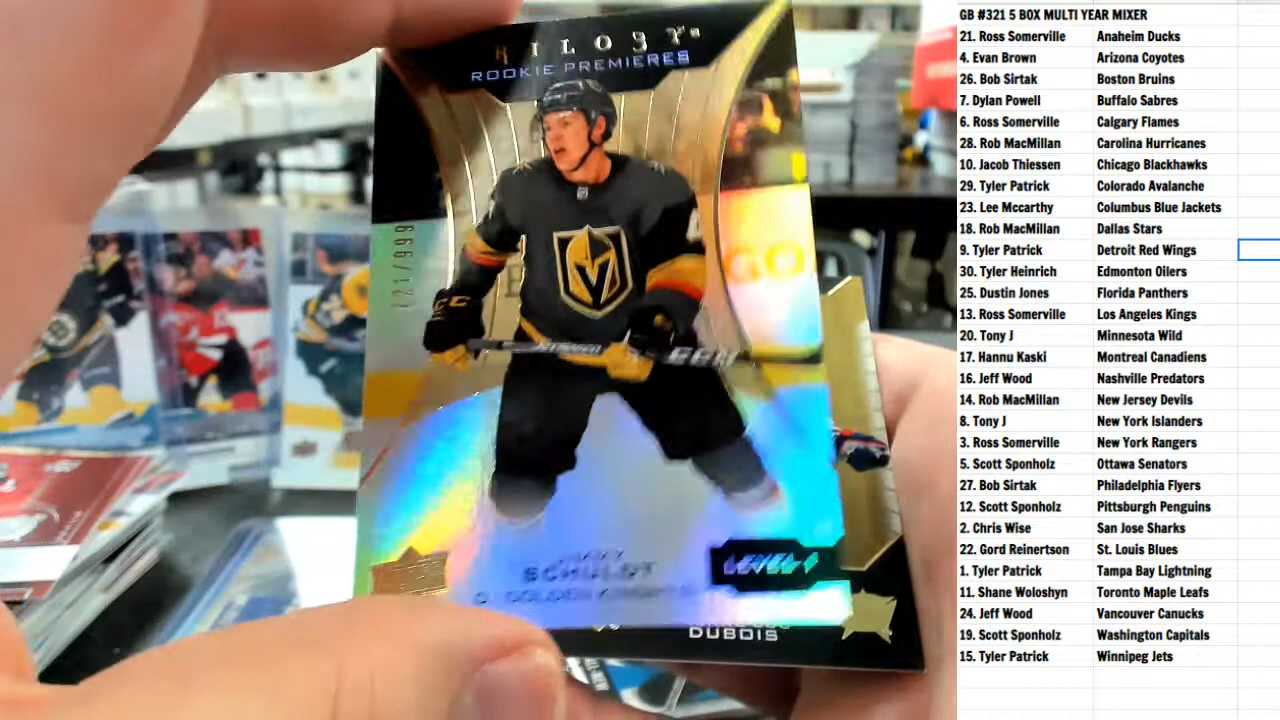 RILOGY
ROOKIE PREMIERES
721/999
CCM
SCHULDT
D GOLDEN KNIGHTS
LEVEL 1
DUBOIS
GB #321 5 BOX MULTI YEAR MIXER
21. Ross Somerville Anaheim Ducks
4. Evan Brown Arizona Coyotes
26. Bob Sirtak Boston Bruins
7. Dylan Powell Buffalo Sabres
6. Ross Somerville Calgary Flames
28. Rob MacMillan Carolina Hurricanes
10. Jacob Thiessen Chicago Blackhawks
29. Tyler Patrick Colorado Avalanche
23. Lee Mccarthy Columbus Blue Jackets
18. Rob MacMillan Dallas Stars
9. Tyler Patrick Detroit Red Wings
30. Tyler Heinrich Edmonton Oilers
25. Dustin Jones Florida Panthers
13. Ross Somerville Los Angeles Kings
20. Tony J Minnesota Wild
17. Hannu Kaski Montreal Canadiens
16. Jeff Wood Nashville Predators
14. Rob MacMillan New Jersey Devils
8. Tony J New York Islanders
3. Ross Somerville New York Rangers
5. Scott Sponholz Ottawa Senators
27. Bob Sirtak Philadelphia Flyers
12. Scott Sponholz Pittsburgh Penguins
2. Chris Wise San Jose Sharks
22. Gord Reinertson St. Louis Blues
1. Tyler Patrick Tampa Bay Lightning
11. Shane Woloshyn Toronto Maple Leafs
24. Jeff Wood Vancouver Canucks
19. Scott Sponholz Washington Capitals
15. Tyler Patrick Winnipeg Jets